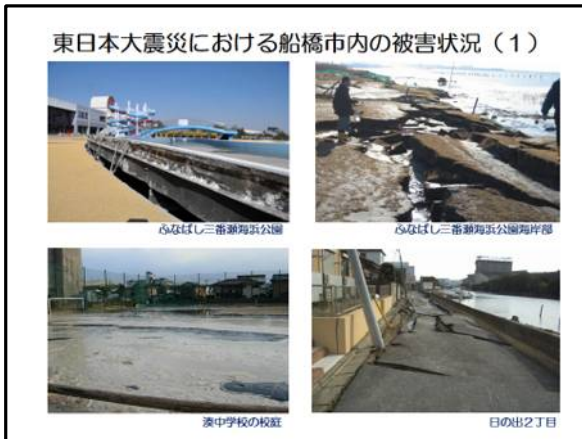 東日本大震災における船橋市内の被害状況（1）
ふなばし三番瀬海浜公園
ふなばし三番瀬海浜公園海岸部
湊中学校の校庭
日の出2丁目